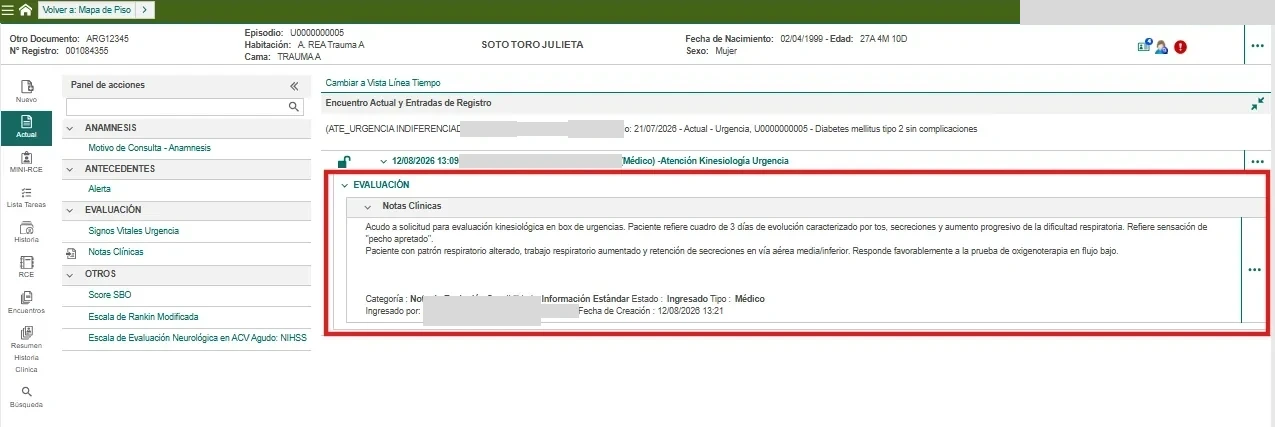 Volver a: Mapa de Piso
Otro Documento: ARG12345
Nº Registro: 001084355
Episodio: U0000000005
Habitación: A. REA Trauma A
Cama: TRAUMA A
SOTO TORO JULIETA
Fecha de Nacimiento: 02/04/1999 - Edad: 27A 4M 10D
Sexo: Mujer
4
Nuevo
Actual
MINI-RCE
Lista Tareas
Historia
RCE
Encuentros
Resumen
Historia
Clínica
Búsqueda
Panel de acciones
ANAMNESIS
Motivo de Consulta - Anamnesis
ANTECEDENTES
Alerta
EVALUACIÓN
Signos Vitales Urgencia
Notas Clínicas
OTROS
Score SBO
Escala de Rankin Modificada
Escala de Evaluación Neurológica en ACV Agudo: NIHSS
Cambiar a Vista Línea Tiempo
Encuentro Actual y Entradas de Registro
(ATE_URGENCIA INDIFERENCIAD o: 21/07/2026 - Actual - Urgencia, U0000000005 - Diabetes mellitus tipo 2 sin complicaciones
12/08/2026 13:09 /Médico) -Atención Kinesiología Urgencia
EVALUACIÓN
Notas Clínicas
Acudo a solicitud para evaluación kinesiológica en box de urgencias. Paciente refiere cuadro de 3 días de evolución caracterizado por tos, secreciones y aumento progresivo de la dificultad respiratoria. Refiere sensación de
"pecho apretado".
Paciente con patrón respiratorio alterado, trabajo respiratorio aumentado y retención de secreciones en vía aérea media/inferior. Responde favorablemente a la prueba de oxigenoterapia en flujo bajo.
Categoría : Información Estándar Estado : Ingresado Tipo : Médico
Ingresado por: Fecha de Creación : 12/08/2026 13:21